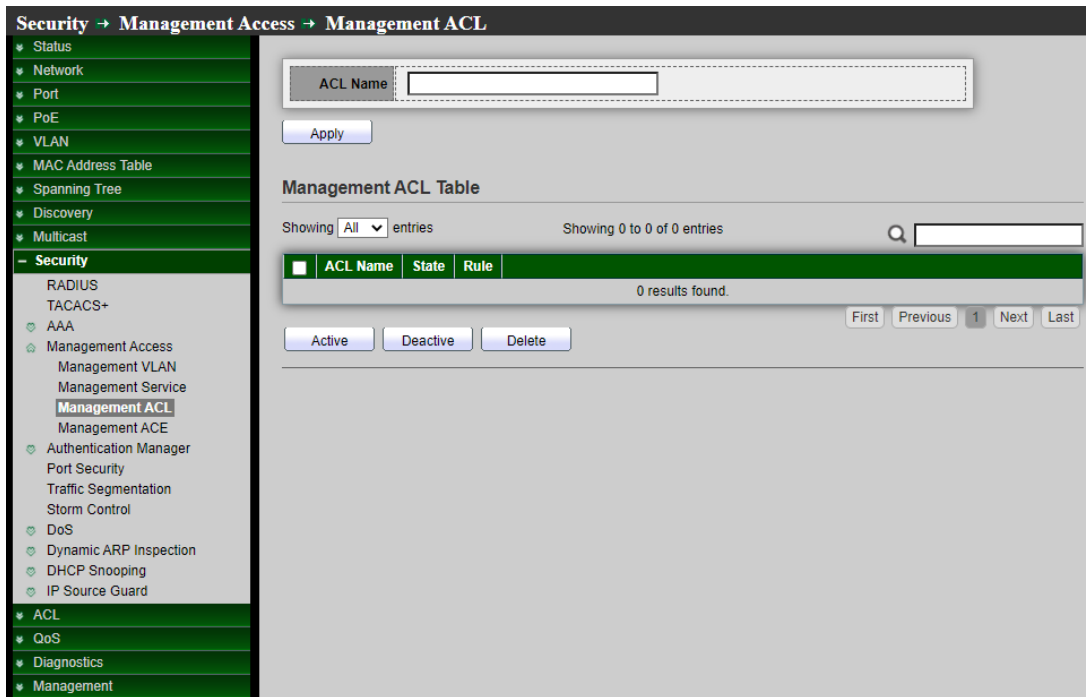 Security → Management Access → Management ACL
Status
Network
Port
PoE
VLAN
MAC Address Table
Spanning Tree
Discovery
Multicast
Security
RADIUS
TACACS+
AAA
Management Access
Management VLAN
Management Service
Management ACL
Management ACE
Authentication Manager
Port Security
Traffic Segmentation
Storm Control
DoS
Dynamic ARP Inspection
DHCP Snooping
IP Source Guard
ACL
QoS
Diagnostics
Management
ACL Name
Apply
Management ACL Table
Showing All entries Showing 0 to 0 of 0 entries
ACL Name State Rule
0 results found.
First Previous 1 Next Last
Active Deactive Delete